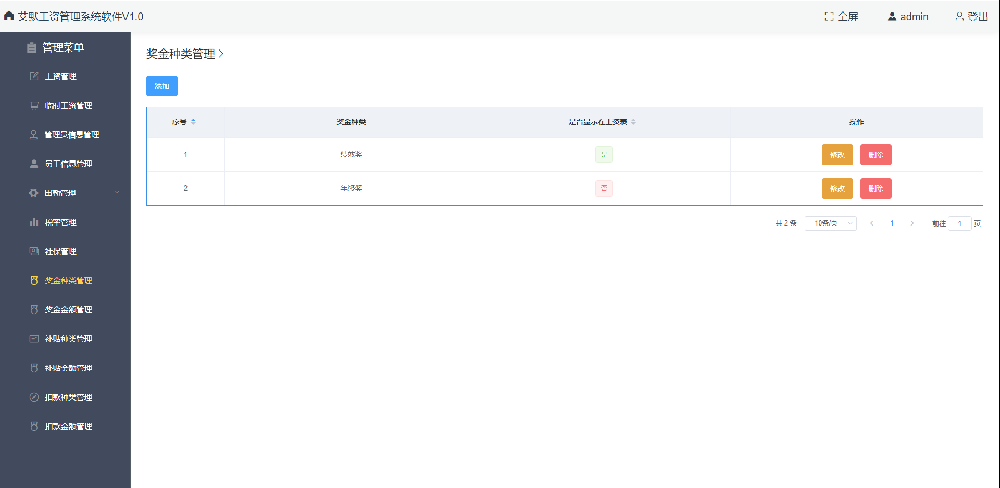 艾默工资管理系统软件V1.0
全屏
admin
登出
管理菜单
工资管理
临时工资管理
管理员信息管理
员工信息管理
出勤管理
税率管理
社保管理
奖金种类管理
奖金金额管理
补贴种类管理
补贴金额管理
扣款种类管理
扣款金额管理
奖金种类管理
添加
序号 奖金种类 是否显示在工资表 操作
1 绩效奖 是 修改 删除
2 年终奖 否 修改 删除
共 2 条 10条/页 1 前往 1 页